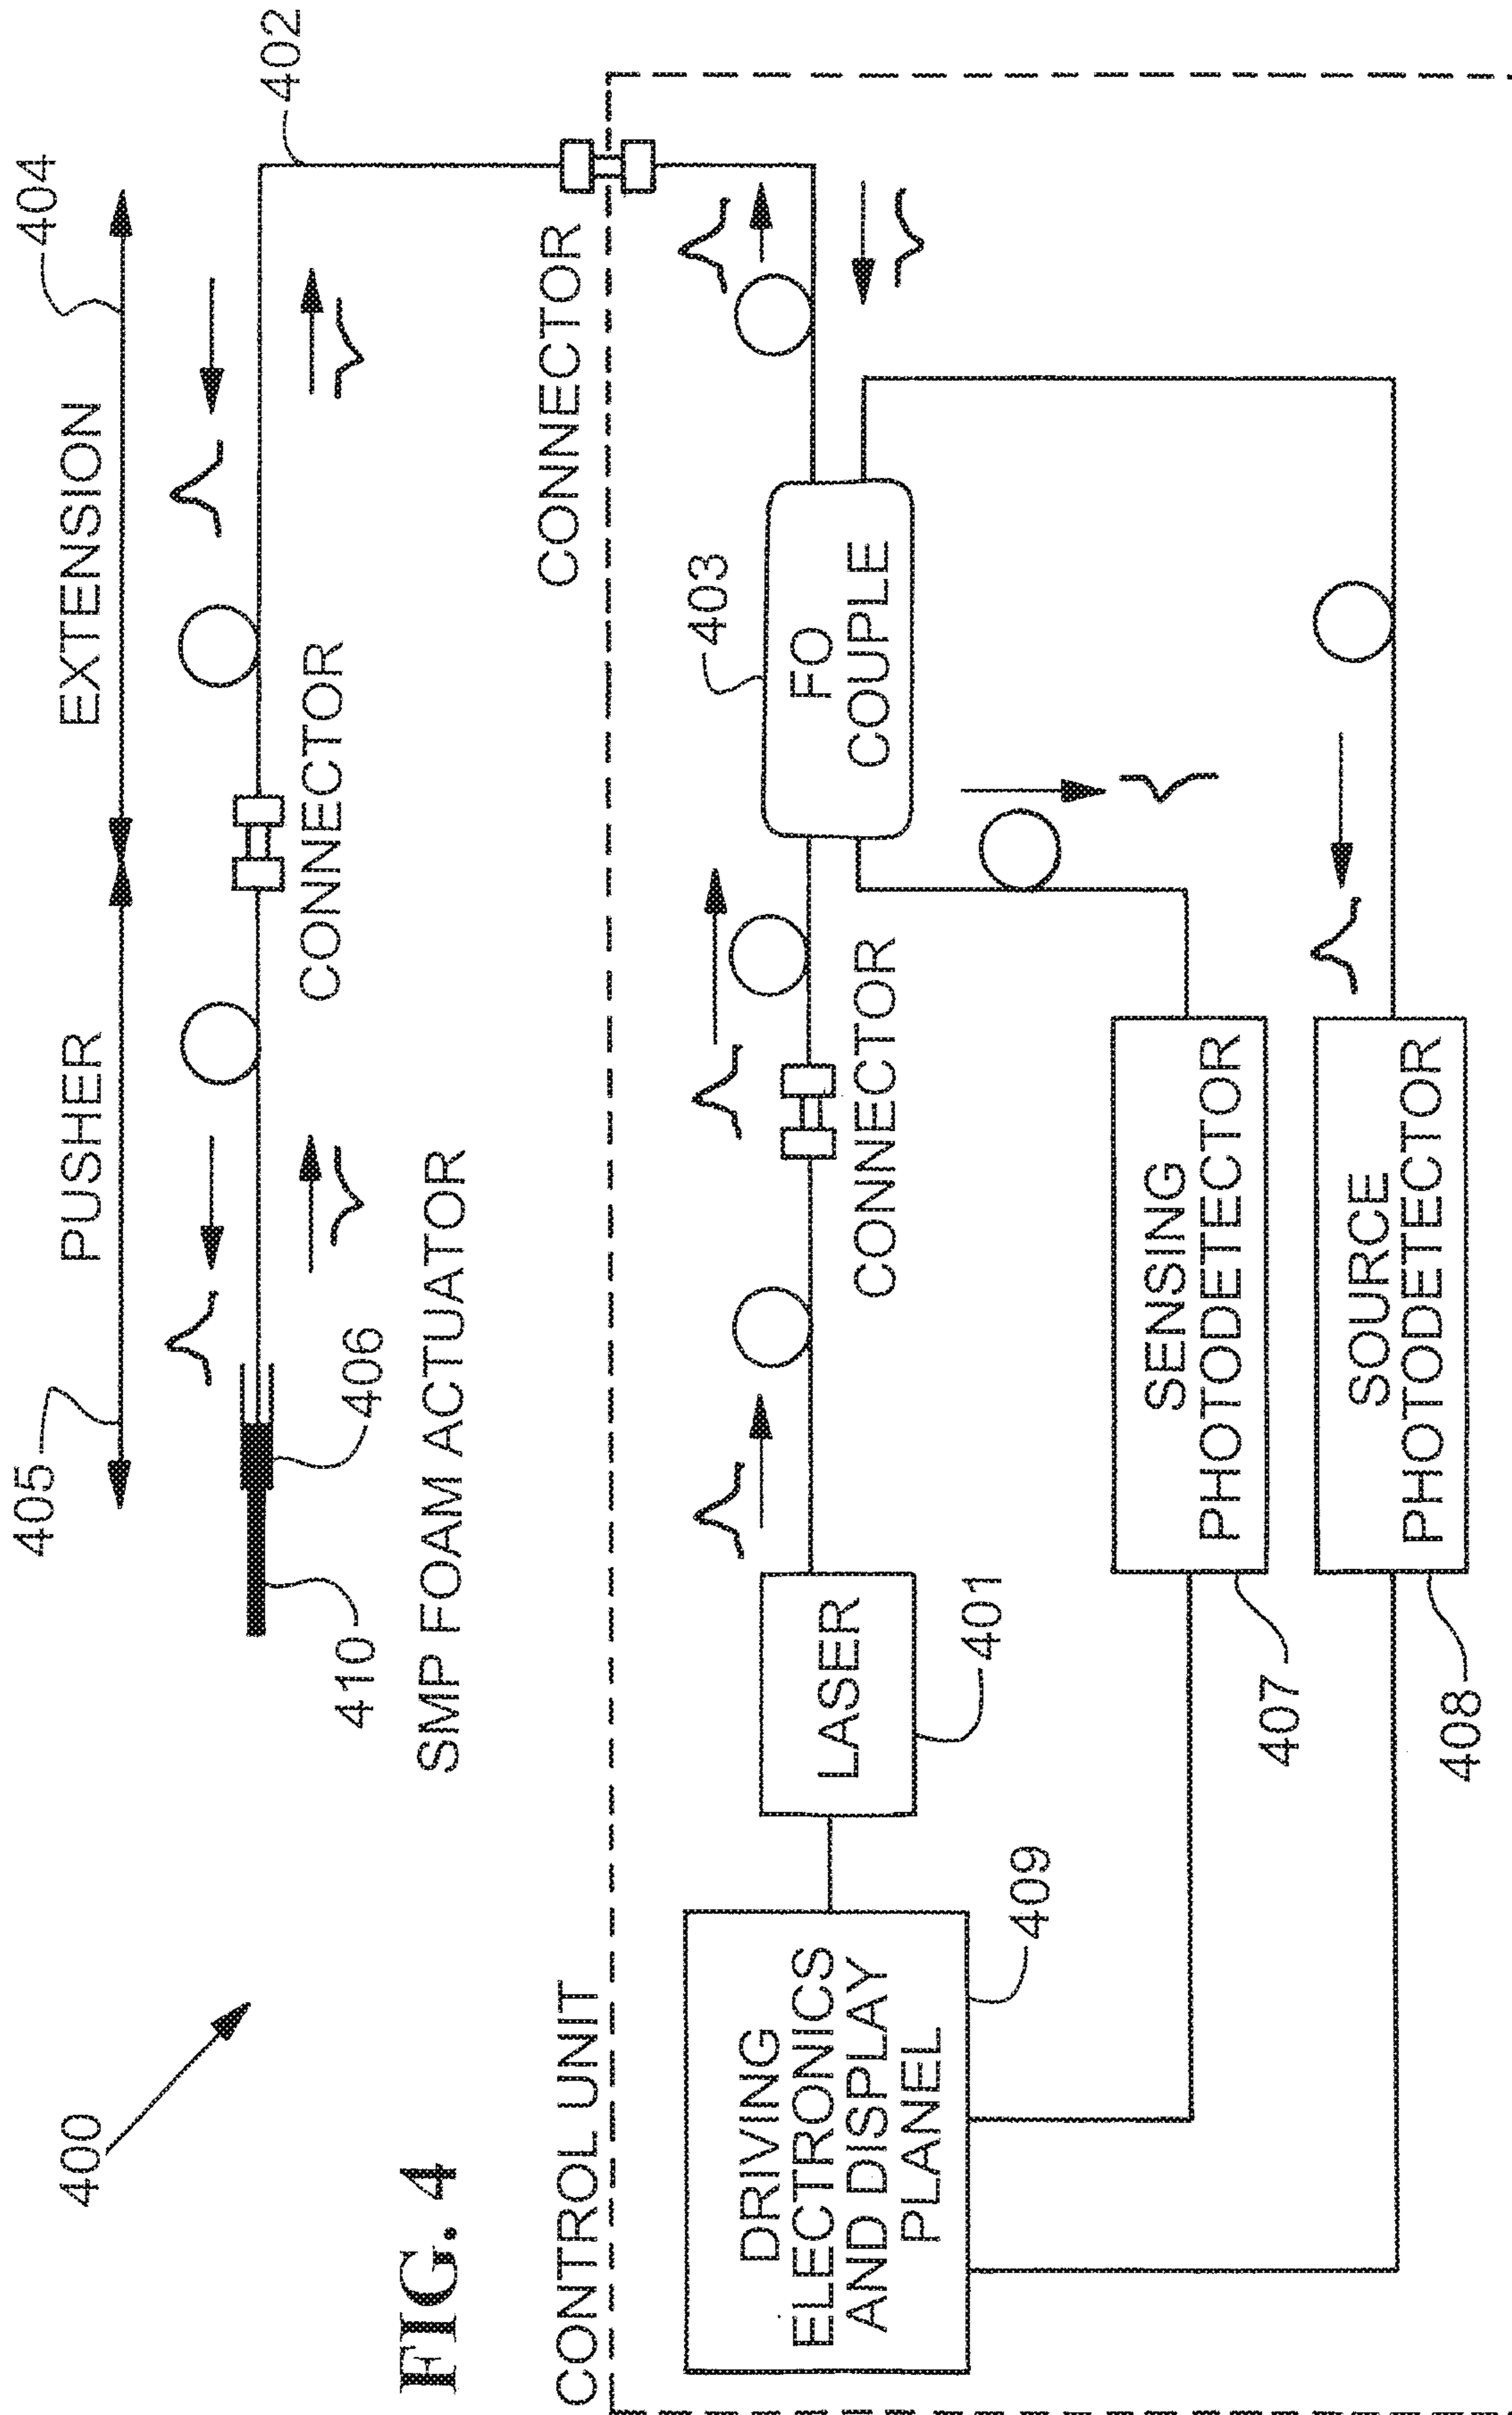 400
405
PUSHER
EXTENSION
404
402
410
406
CONNECTOR
SMP FOAM ACTUATOR
FIG. 4
CONTROL UNIT
CONNECTOR
DRIVING
ELECTRONICS
AND DISPLAY
PLANEL
409
LASER
401
CONNECTOR
403
FO
COUPLE
SENSING
PHOTODETECTOR
407
SOURCE
PHOTODETECTOR
408